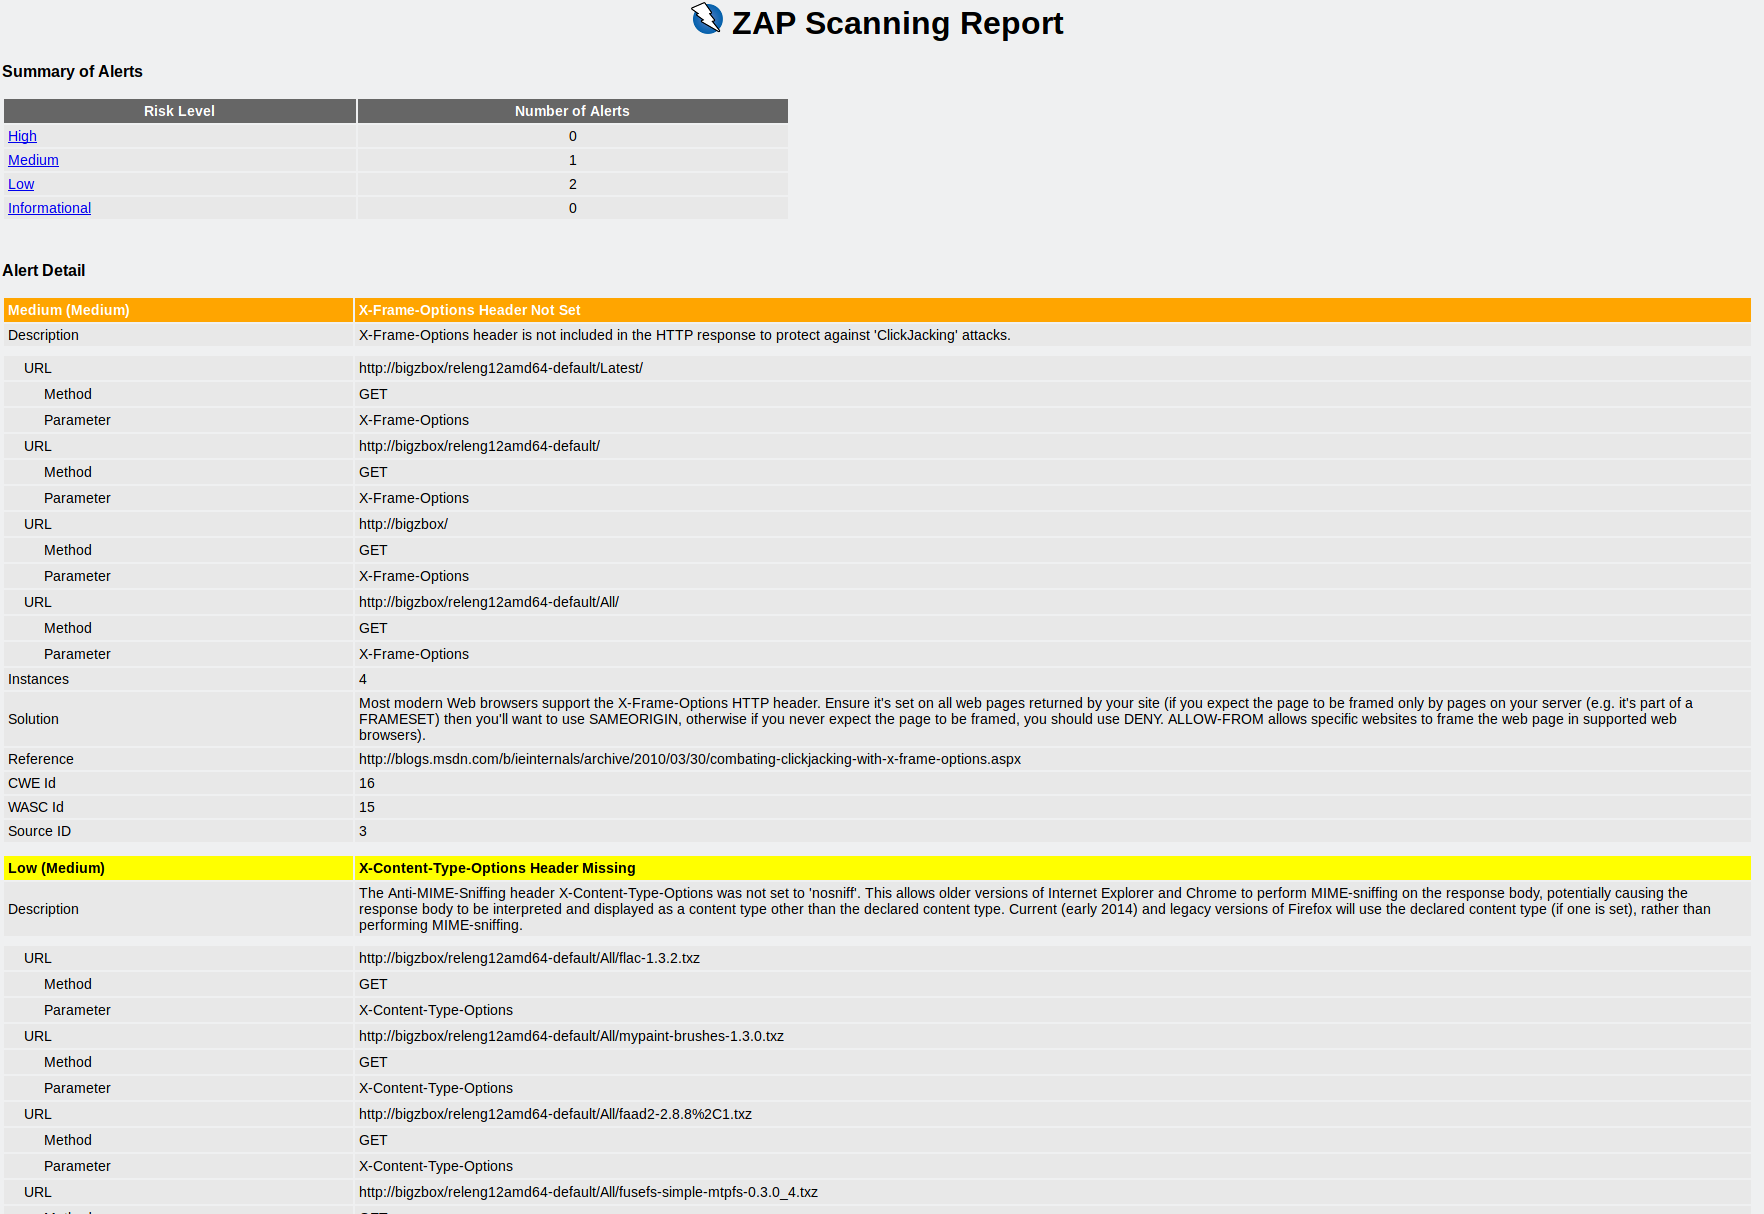 ZAP Scanning Report
Summary of Alerts
Risk Level Number of Alerts
High 0
Medium 1
Low 2
Informational 0
Alert Detail
Medium (Medium) X-Frame-Options Header Not Set
Description X-Frame-Options header is not included in the HTTP response to protect against 'ClickJacking' attacks.
URL http://bigzbox/releng12amd64-default/Latest/
Method GET
Parameter X-Frame-Options
URL http://bigzbox/releng12amd64-default/
Method GET
Parameter X-Frame-Options
URL http://bigzbox/
Method GET
Parameter X-Frame-Options
URL http://bigzbox/releng12amd64-default/All/
Method GET
Parameter X-Frame-Options
Instances 4
Solution Most modern Web browsers support the X-Frame-Options HTTP header. Ensure it's set on all web pages returned by your site (if you expect the page to be framed only by pages on your server (e.g. it's part of a
FRAMESET) then you'll want to use SAMEORIGIN, otherwise if you never expect the page to be framed, you should use DENY. ALLOW-FROM allows specific websites to frame the web page in supported web
browsers).
Reference http://blogs.msdn.com/b/ieinternals/archive/2010/03/30/combating-clickjacking-with-x-frame-options.aspx
CWE Id 16
WASC Id 15
Source ID 3
Low (Medium) X-Content-Type-Options Header Missing
Description The Anti-MIME-Sniffing header X-Content-Type-Options was not set to 'nosniff'. This allows older versions of Internet Explorer and Chrome to perform MIME-sniffing on the response body, potentially causing the
response body to be interpreted and displayed as a content type other than the declared content type. Current (early 2014) and legacy versions of Firefox will use the declared content type (if one is set), rather than
performing MIME-sniffing.
URL http://bigzbox/releng12amd64-default/All/flac-1.3.2.txz
Method GET
Parameter X-Content-Type-Options
URL http://bigzbox/releng12amd64-default/All/mypaint-brushes-1.3.0.txz
Method GET
Parameter X-Content-Type-Options
URL http://bigzbox/releng12amd64-default/All/faad2-2.8.8%2C1.txz
Method GET
Parameter X-Content-Type-Options
URL http://bigzbox/releng12amd64-default/All/fusefs-simple-mtpfs-0.3.0_4.txz